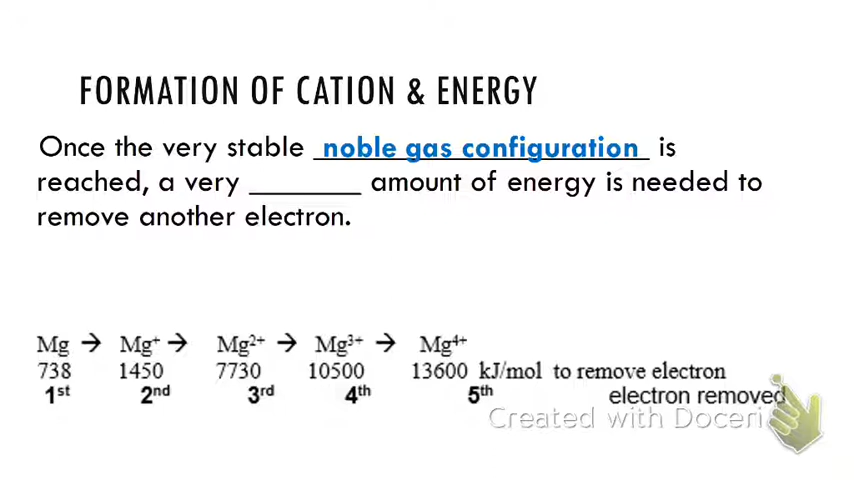 FORMATION OF CATION & ENERGY
Once the very stable noble gas configuration is
reached, a very ________ amount of energy is needed to
remove another electron.
Mg → Mg⁺ → Mg²⁺ → Mg³⁺ → Mg⁴⁺
738 1450 7730 10500 13600 kJ/mol to remove electron
1st 2nd 3rd 4th 5th electron removed
Created with Doceri